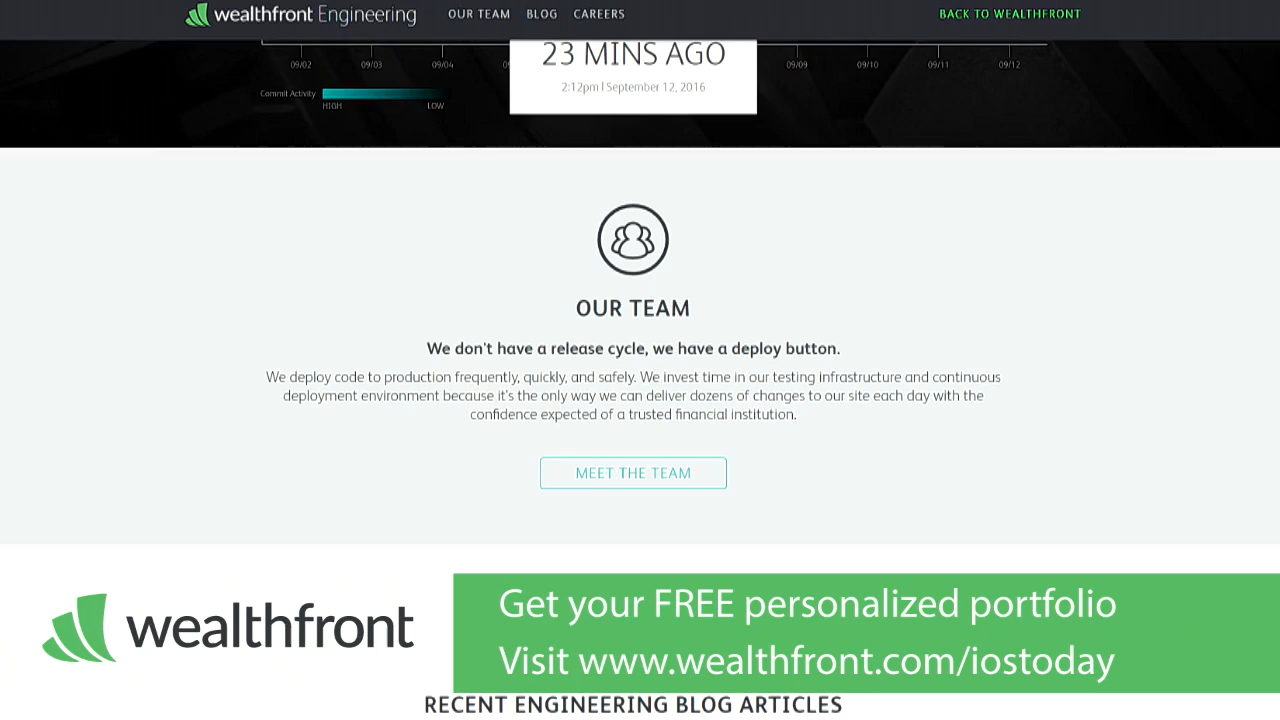 wealthfront Engineering OUR TEAM BLOG CAREERS BACK TO WEALTHFRONT
23 MINS AGO
09/02 09/03 09/04 09/09 09/10 09/11 09/12
2:12pm | September 12, 2016
Commit Activity
HIGH LOW
OUR TEAM
We don't have a release cycle, we have a deploy button.
We deploy code to production frequently, quickly, and safely. We invest time in our testing infrastructure and continuous
deployment environment because it's the only way we can deliver dozens of changes to our site each day with the
confidence expected of a trusted financial institution.
MEET THE TEAM
wealthfront
Get your FREE personalized portfolio
Visit www.wealthfront.com/iostoday
RECENT ENGINEERING BLOG ARTICLES